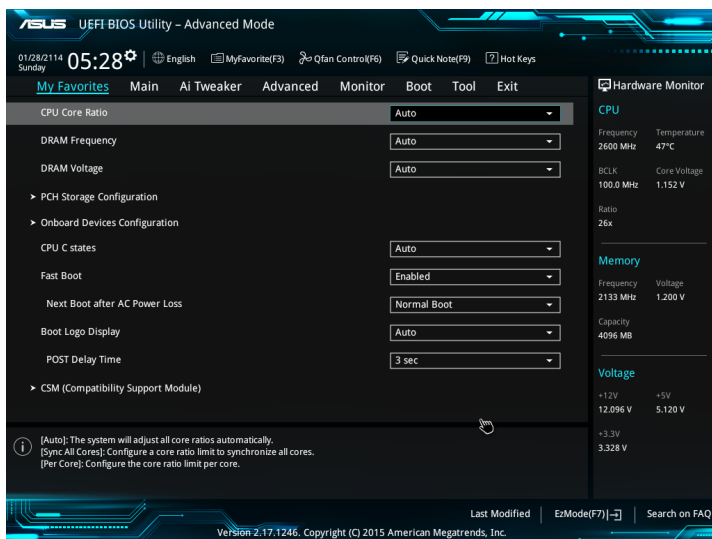 ASUS UEFI BIOS Utility – Advanced Mode
01/28/2114
Sunday
05:28
English
MyFavorite(F3)
Qfan Control(F6)
Quick Note(F9)
? Hot Keys
My Favorites
Main
Ai Tweaker
Advanced
Monitor
Boot
Tool
Exit
CPU Core Ratio
Auto
DRAM Frequency
Auto
DRAM Voltage
Auto
> PCH Storage Configuration
> Onboard Devices Configuration
CPU C states
Auto
Fast Boot
Enabled
Next Boot after AC Power Loss
Normal Boot
Boot Logo Display
Auto
POST Delay Time
3 sec
> CSM (Compatibility Support Module)
[Auto]: The system will adjust all core ratios automatically.
[Sync All Cores]: Configure a core ratio limit to synchronize all cores.
[Per Core]: Configure the core ratio limit per core.
Hardware Monitor
CPU
Frequency Temperature
2600 MHz 47°C
BCLK Core Voltage
100.0 MHz 1.152 V
Ratio
26x
Memory
Frequency Voltage
2133 MHz 1.200 V
Capacity
4096 MB
Voltage
+12V +5V
12.096 V 5.120 V
+3.3V
3.328 V
Last Modified
EzMode(F7)
Search on FAQ
Version 2.17.1246. Copyright (C) 2015 American Megatrends, Inc.